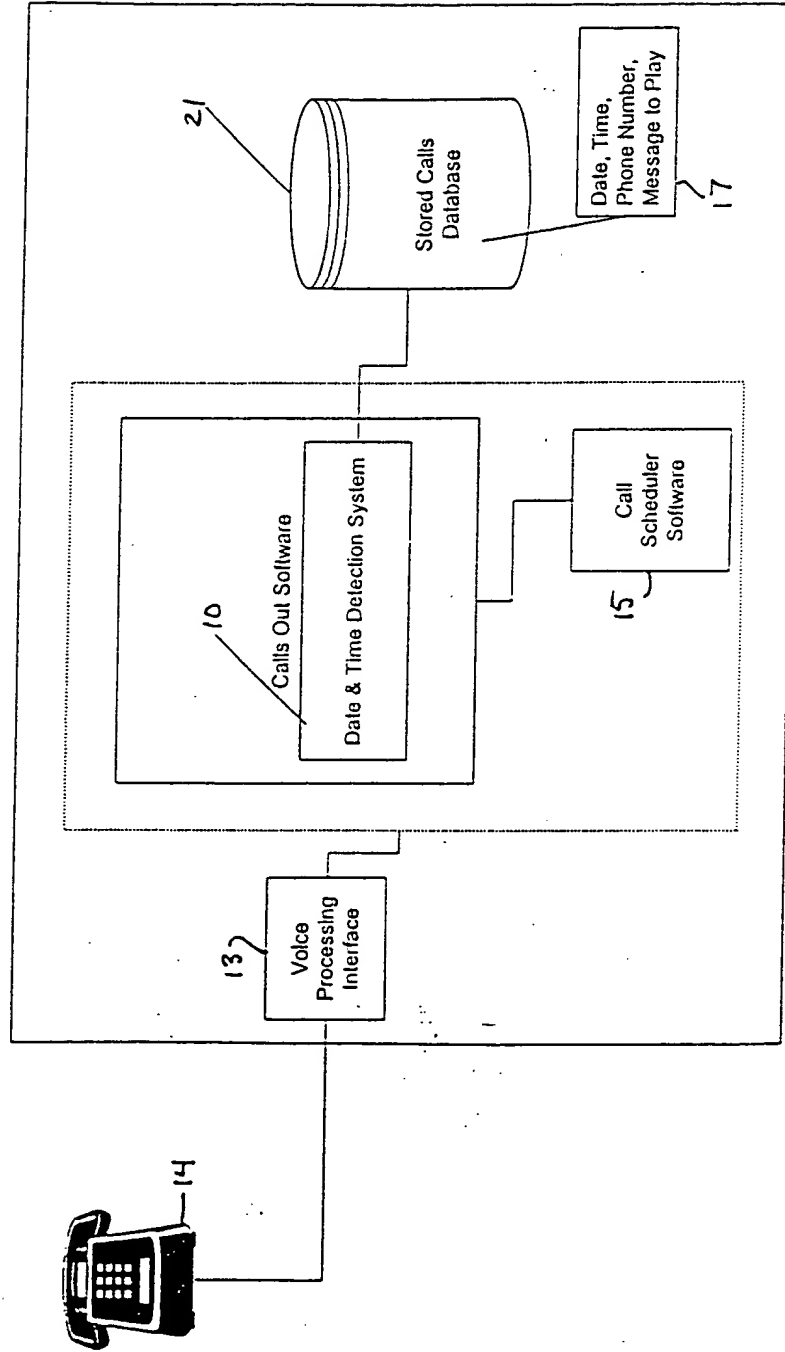 14
13
Voice
Processing
Interface
10
Calls Out Software
Date & Time Detection System
15
Call
Scheduler
Software
21
Stored Calls
Database
Date, Time,
Phone Number,
Message to Play
17